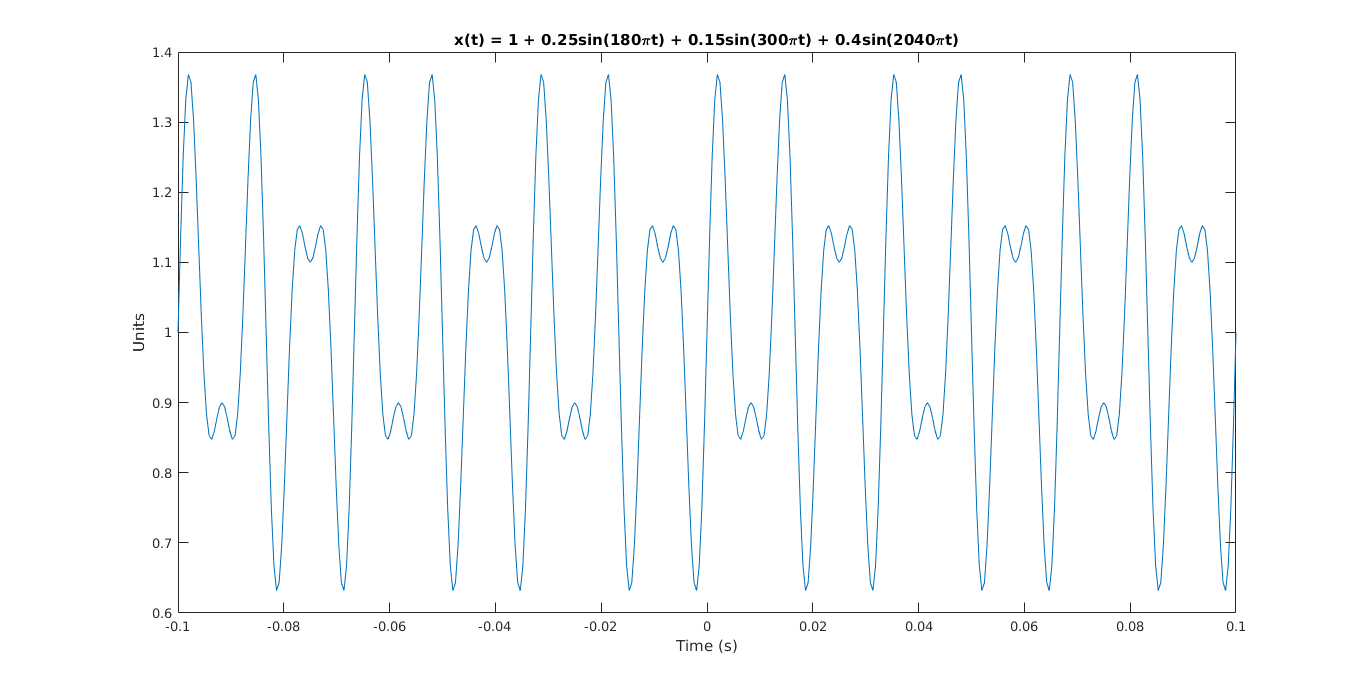 x(t) = 1 + 0.25sin(180πt) + 0.15sin(300πt) + 0.4sin(2040πt)
1.4
1.3
1.2
1.1
1
0.9
0.8
0.7
0.6
Units
-0.1 -0.08 -0.06 -0.04 -0.02 0 0.02 0.04 0.06 0.08 0.1
Time (s)